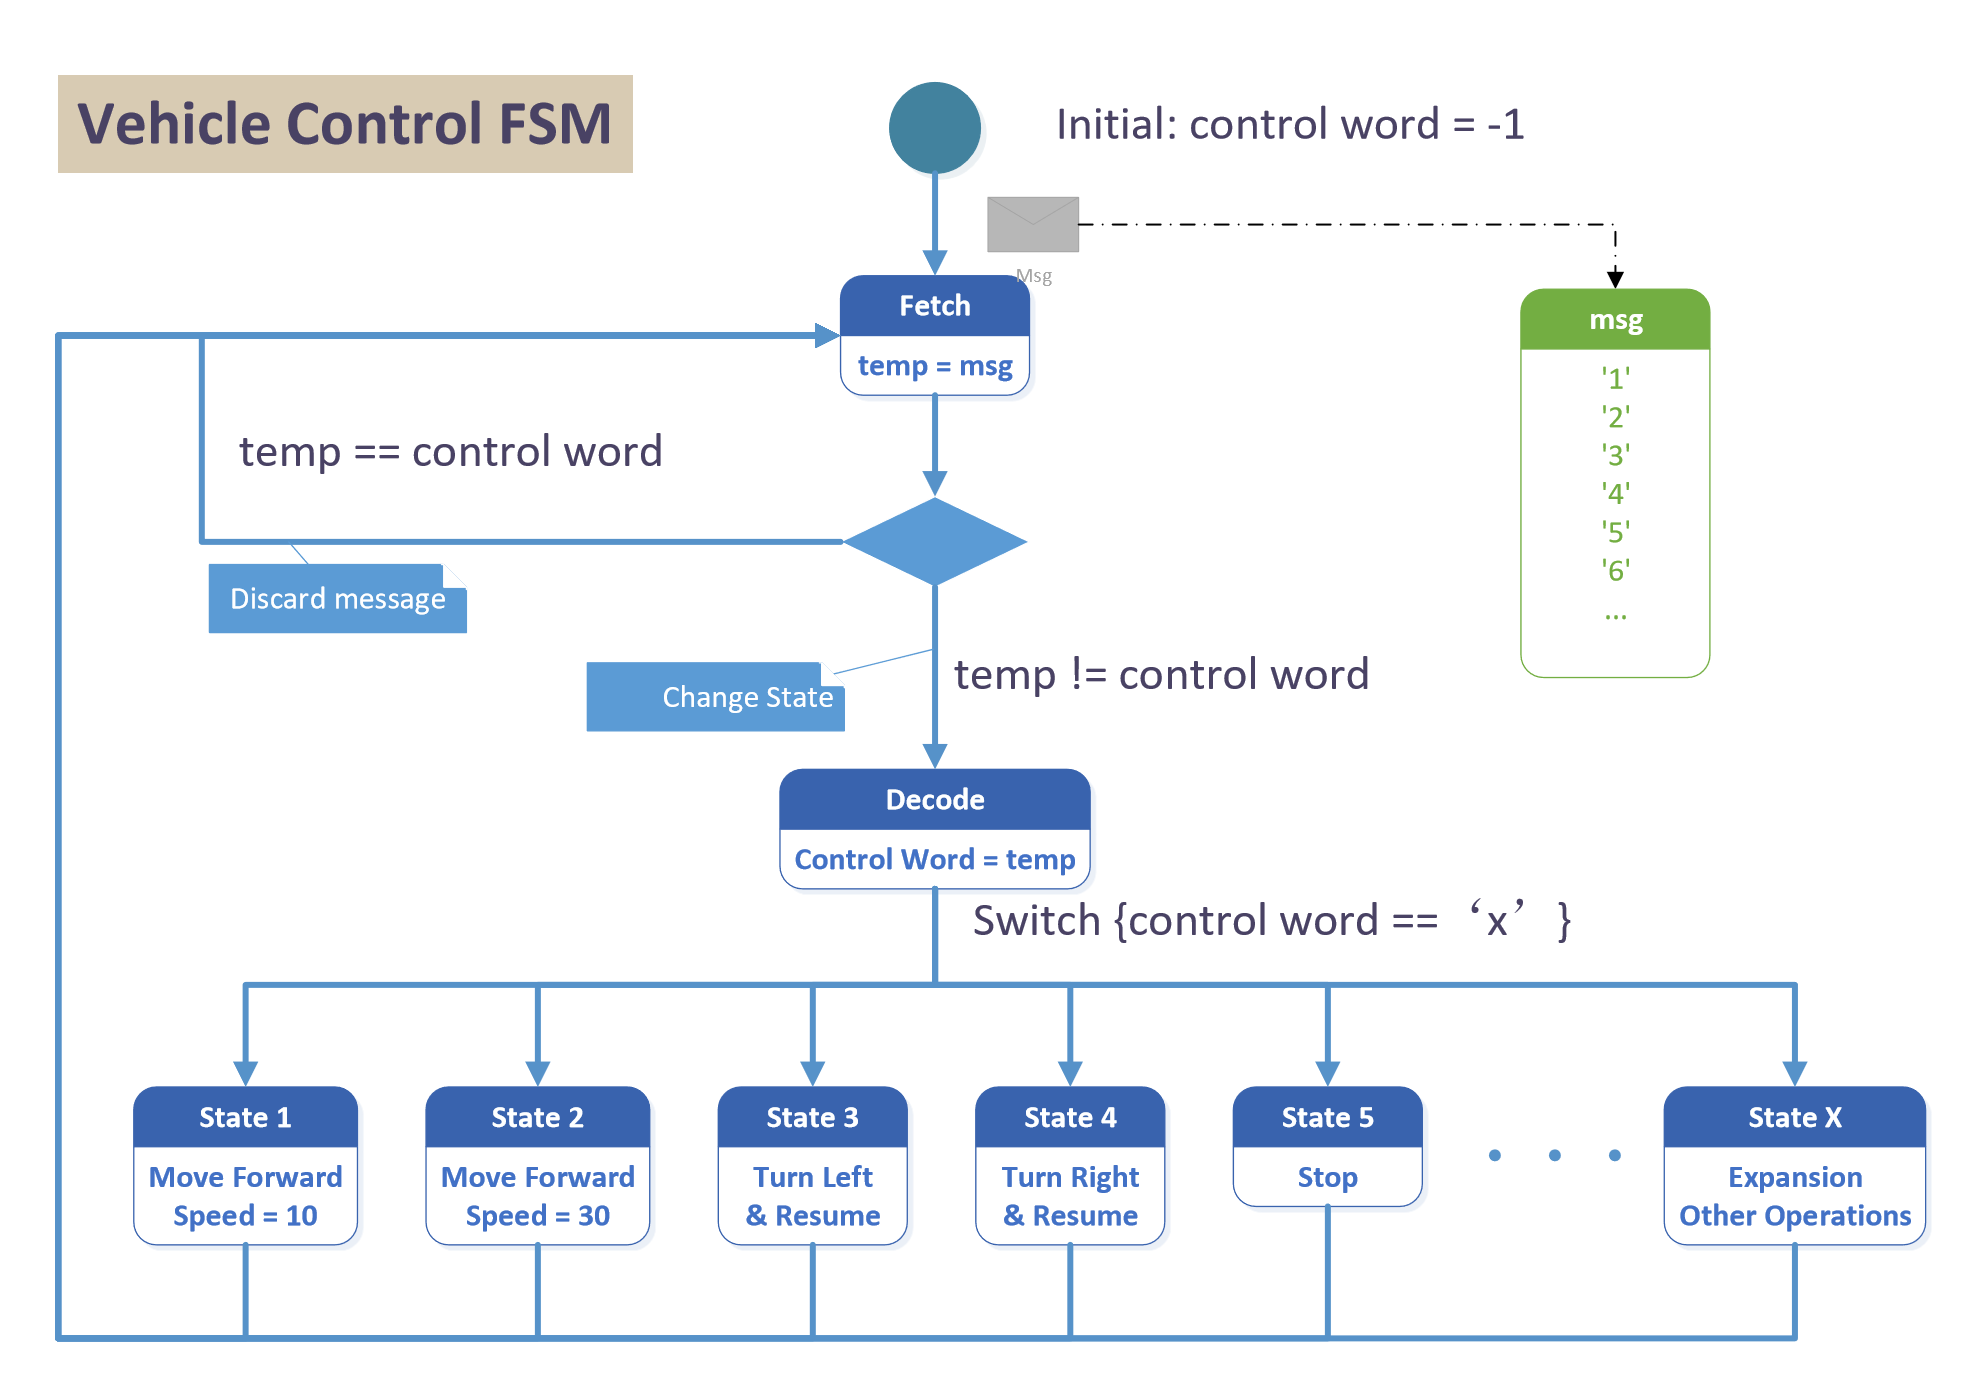 Vehicle Control FSM
Initial: control word = -1
Msg
Fetch
temp = msg
msg
'1'
'2'
'3'
'4'
'5'
'6'
...
temp == control word
Discard message
Change State
temp != control word
Decode
Control Word = temp
Switch {control word == ‘x’ }
State 1
Move Forward
Speed = 10
State 2
Move Forward
Speed = 30
State 3
Turn Left
& Resume
State 4
Turn Right
& Resume
State 5
Stop
State X
Expansion
Other Operations